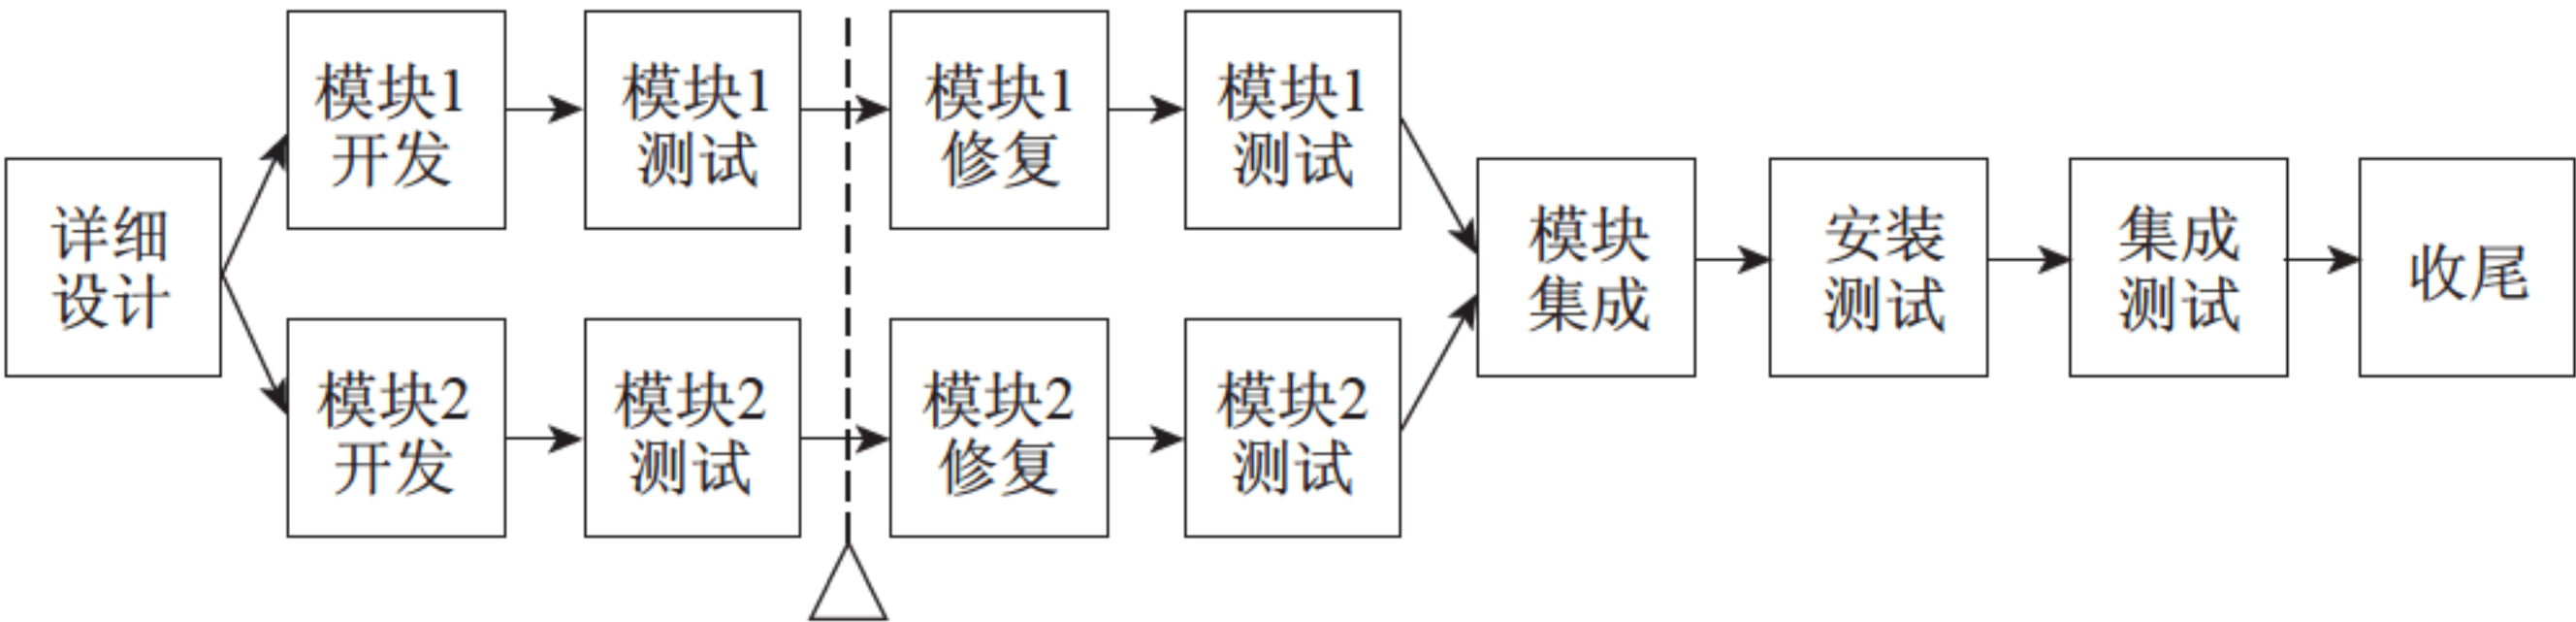 详细
设计
模块1
开发
模块1
测试
模块1
修复
模块1
测试
模块2
开发
模块2
测试
模块2
修复
模块2
测试
模块
集成
安装
测试
集成
测试
收尾